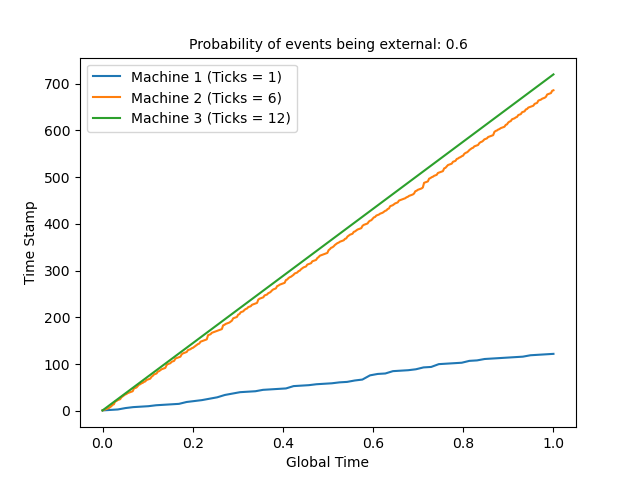 Probability of events being external: 0.6
Machine 1 (Ticks = 1)
Machine 2 (Ticks = 6)
Machine 3 (Ticks = 12)
700
600
500
400
300
200
100
0
Time Stamp
0.0 0.2 0.4 0.6 0.8 1.0
Global Time